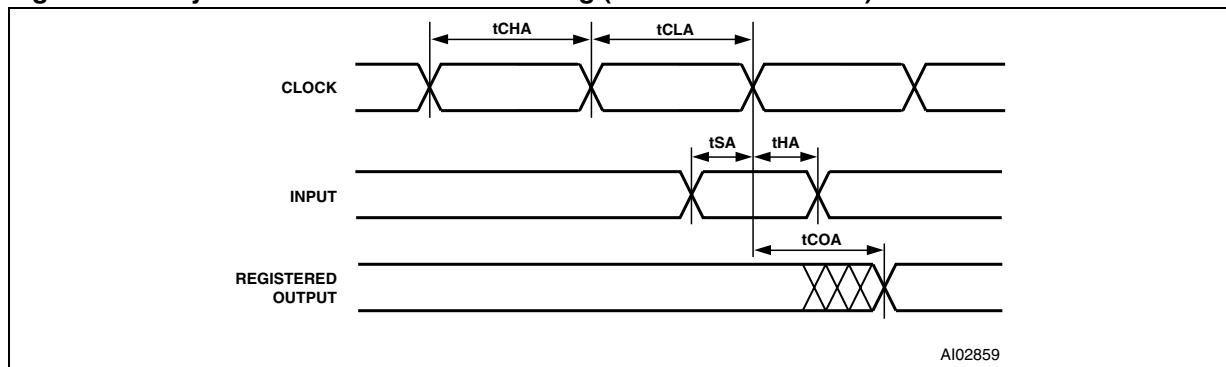 tCHA
tCLA
CLOCK
tSA
tHA
INPUT
tCOA
REGISTERED
OUTPUT
AI02859